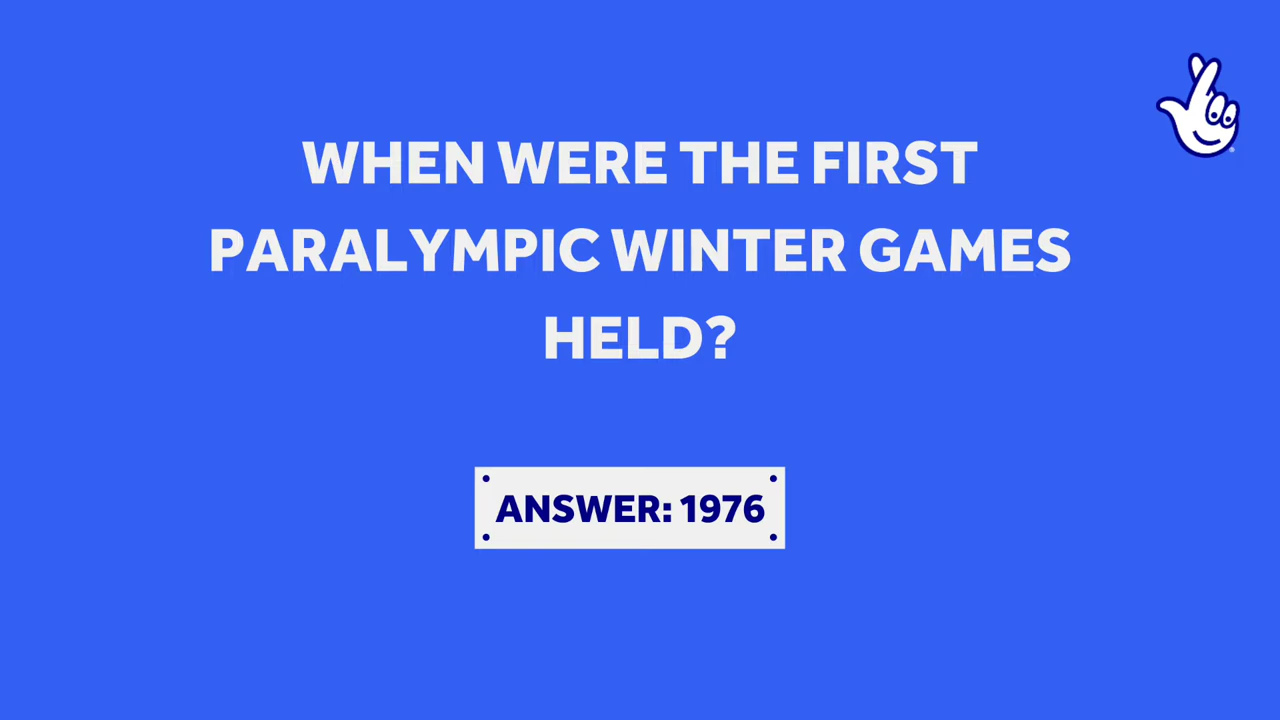 WHEN WERE THE FIRST
PARALYMPIC WINTER GAMES
HELD?
ANSWER: 1976